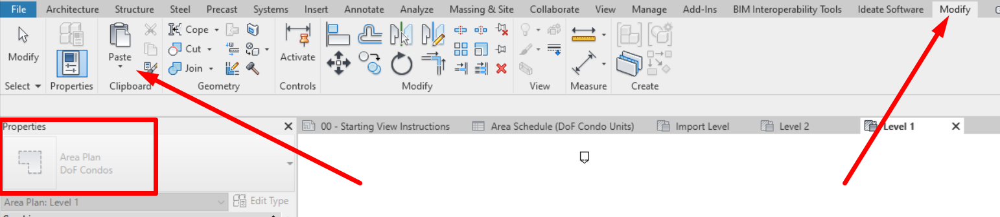 File Architecture Structure Steel Precast Systems Insert Annotate Analyze Massing & Site Collaborate View Manage Add-Ins BIM Interoperability Tools Ideate Software Modify
Cope
Cut
Join
Modify
Paste
Activate
Select Properties Clipboard Geometry Controls Modify View Measure Create
Properties
00 - Starting View Instructions Area Schedule (DoF Condo Units) Import Level Level 2 Level 1
Area Plan
DoF Condos
Area Plan: Level 1 Edit Type